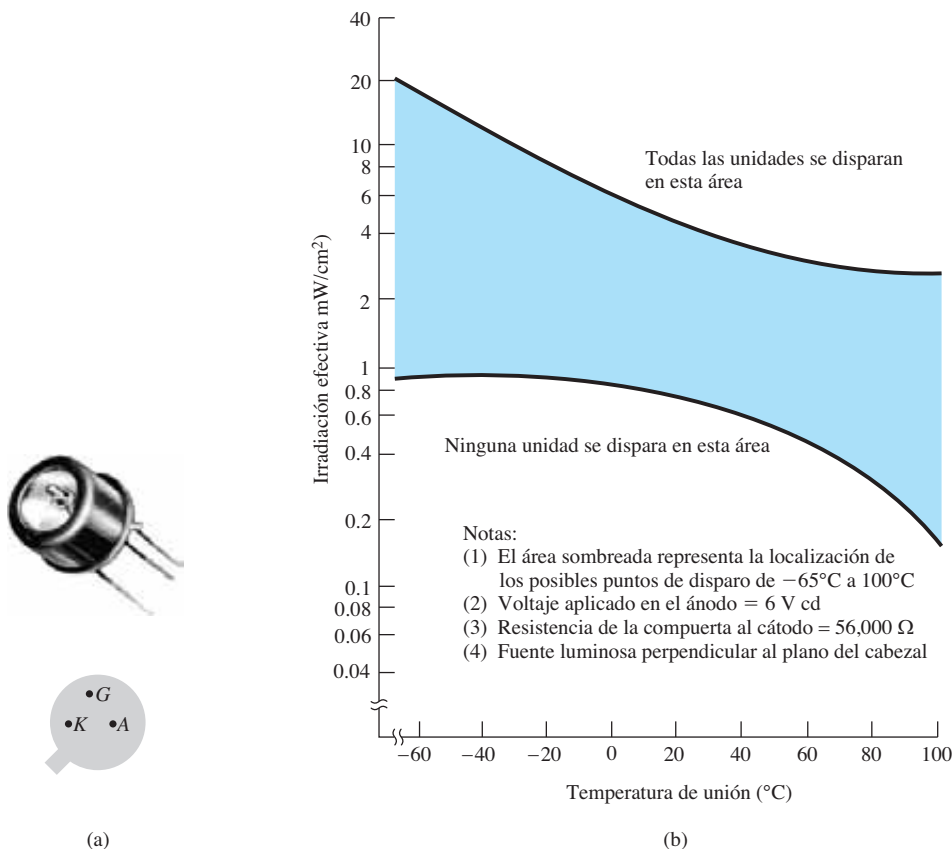 40
20
10
8
6
4
2
1
0.8
0.6
0.4
0.2
0.1
0.08
0.06
0.04
Irradiación efectiva mW/cm²
Todas las unidades se disparan
en esta área
Ninguna unidad se dispara en esta área
Notas:
(1) El área sombreada representa la localización de
los posibles puntos de disparo de −65°C a 100°C
(2) Voltaje aplicado en el ánodo = 6 V cd
(3) Resistencia de la compuerta al cátodo = 56,000 Ω
(4) Fuente luminosa perpendicular al plano del cabezal
−60 −40 −20 0 20 40 60 80 100
Temperatura de unión (°C)
G
K A
(a)
(b)